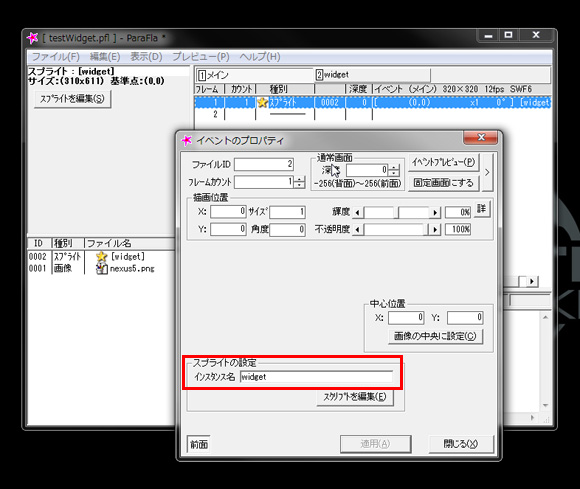 [ testWidget.pfl ] - ParaFla *
ファイル(F) 編集(E) 表示(D) プレビュー(P) ヘルプ(H)
スプライト : [widget]
サイズ:(310x611) 基準点:(0,0)
スプライトを編集(S)
1 メイン 2 widget
フレーム カウント 種別 深度 イベント (メイン) 320×320 12fps SWF6
1 1 スプライト 0002 0 [ (0,0) x1 0° ] [widget
2
ID 種別 ファイル名
0002 スプライト [widget]
0001 画像 nexus5.png
イベントのプロパティ
ファイルID 2
フレームカウント 1
通常画面
深度 0
-256(背面)～256(前面)
イベントプレビュー(P)
固定画面にする
>
描画位置
X: 0 サイズ 1 輝度 0% 詳
Y: 0 角度 0 不透明度 100%
中心位置
X: 0 Y: 0
画像の中央に設定(C)
スプライトの設定
インスタンス名 widget
スクリプトを編集(E)
前面 適用(A) 閉じる(X)